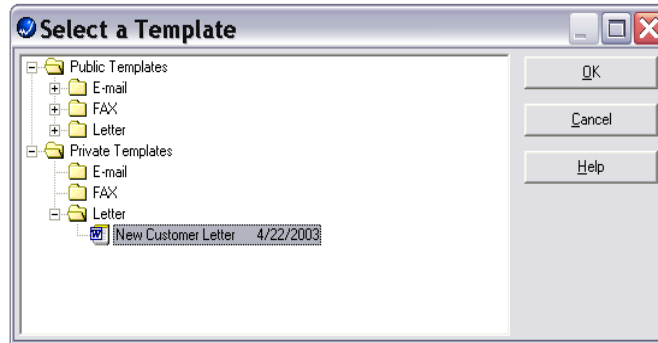 Select a Template
Public Templates
E-mail
FAX
Letter
Private Templates
E-mail
FAX
Letter
New Customer Letter 4/22/2003
OK
Cancel
Help